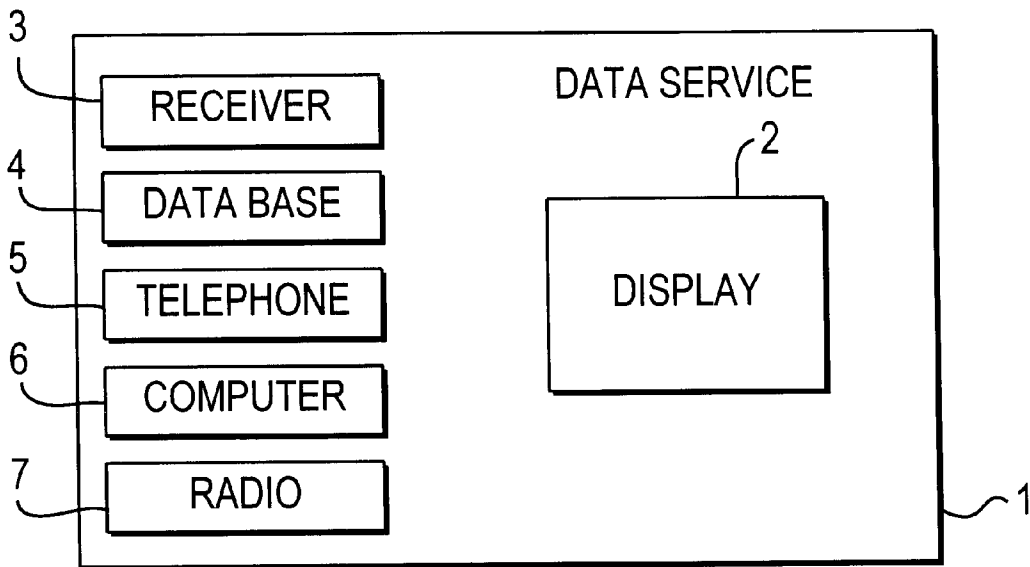 3
RECEIVER
DATA SERVICE
4
DATA BASE
2
5
TELEPHONE
DISPLAY
6
COMPUTER
7
RADIO
1